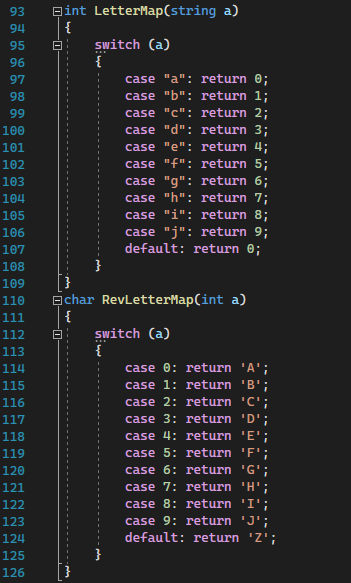 93 int LetterMap(string a)
94 {
95 switch (a)
96 {
97 case "a": return 0;
98 case "b": return 1;
99 case "c": return 2;
100 case "d": return 3;
101 case "e": return 4;
102 case "f": return 5;
103 case "g": return 6;
104 case "h": return 7;
105 case "i": return 8;
106 case "j": return 9;
107 default: return 0;
108 }
109 }
110 char RevLetterMap(int a)
111 {
112 switch (a)
113 {
114 case 0: return 'A';
115 case 1: return 'B';
116 case 2: return 'C';
117 case 3: return 'D';
118 case 4: return 'E';
119 case 5: return 'F';
120 case 6: return 'G';
121 case 7: return 'H';
122 case 8: return 'I';
123 case 9: return 'J';
124 default: return 'Z';
125 }
126 }